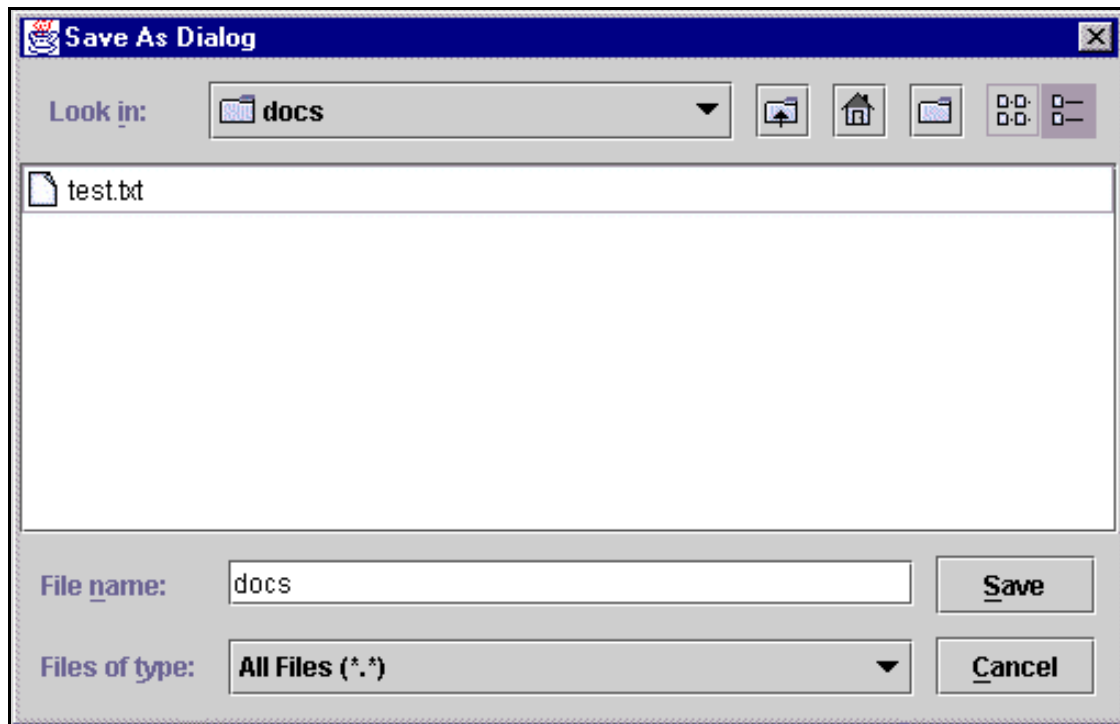 Save As Dialog
Look in: docs
test.txt
File name: docs Save
Files of type: All Files (*.*) Cancel